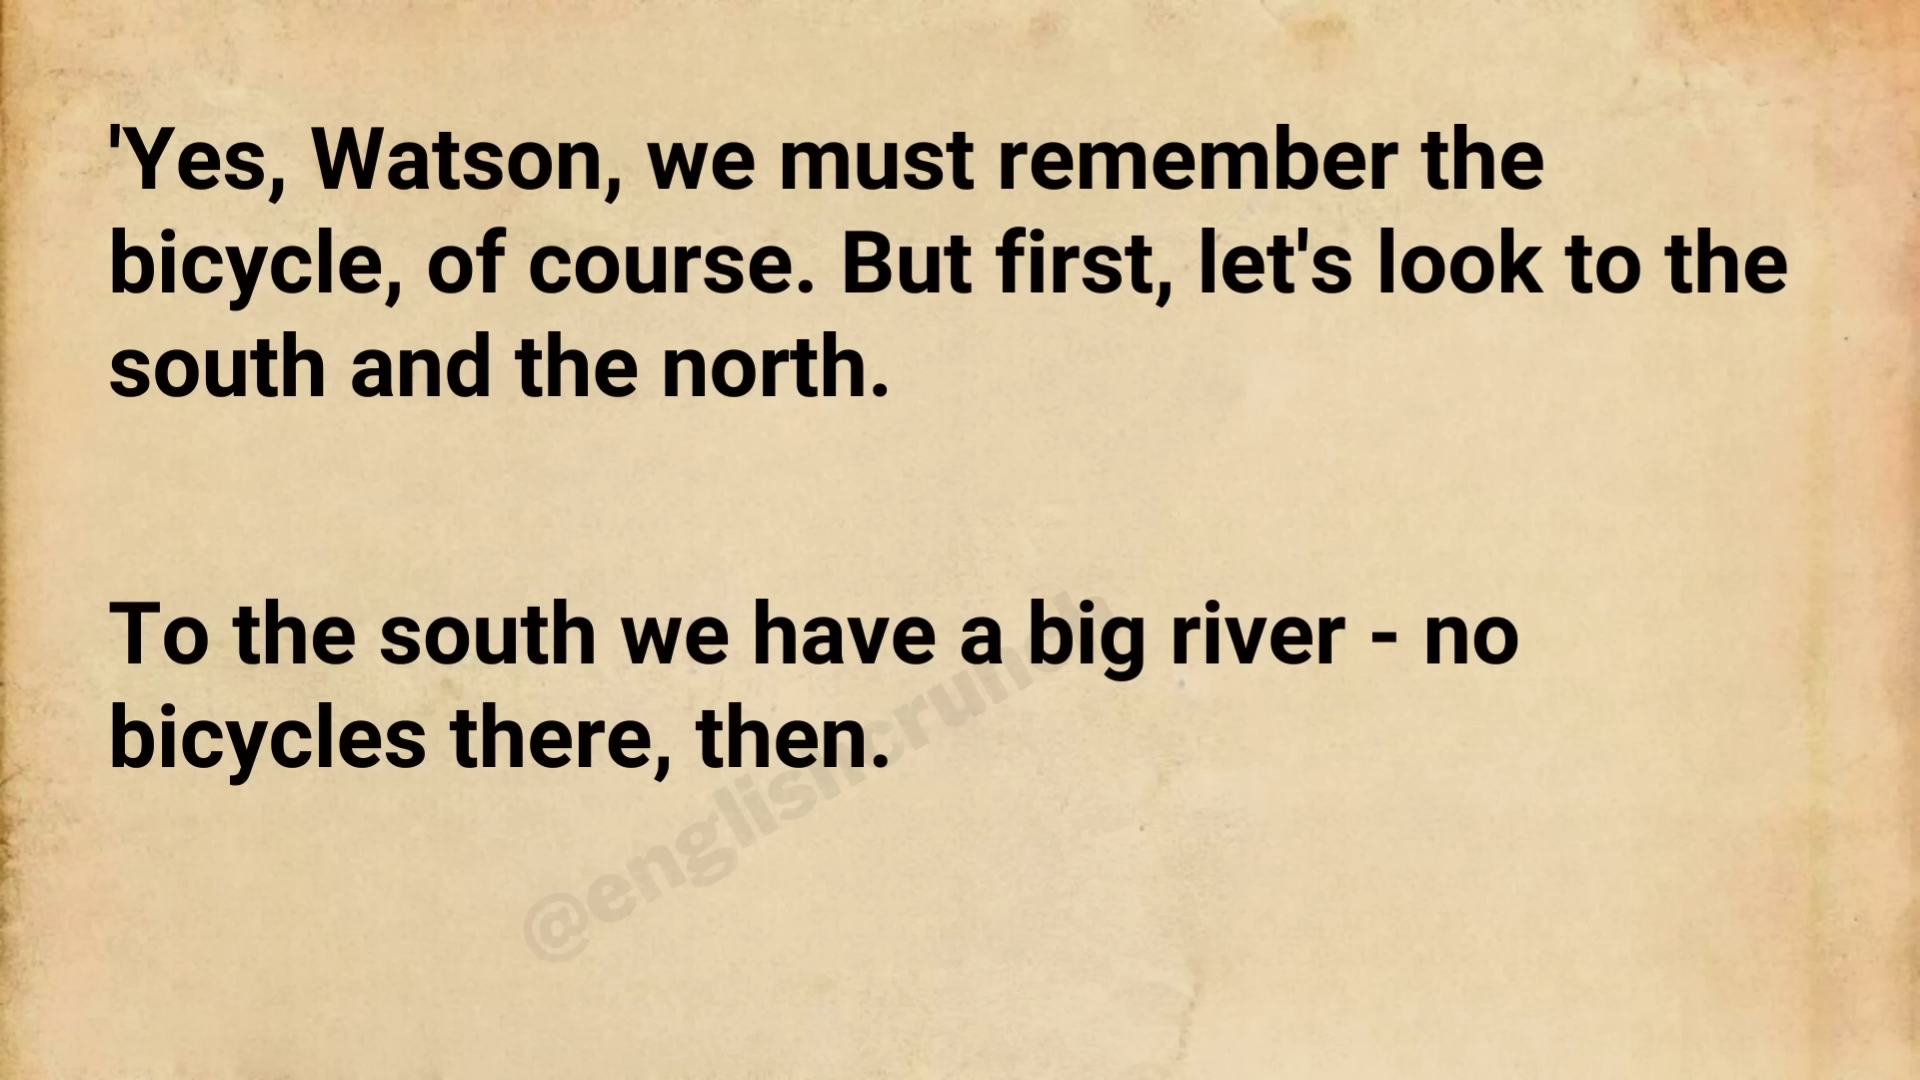 'Yes, Watson, we must remember the
bicycle, of course. But first, let's look to the
south and the north.
To the south we have a big river - no
bicycles there, then.
@englishcrunch